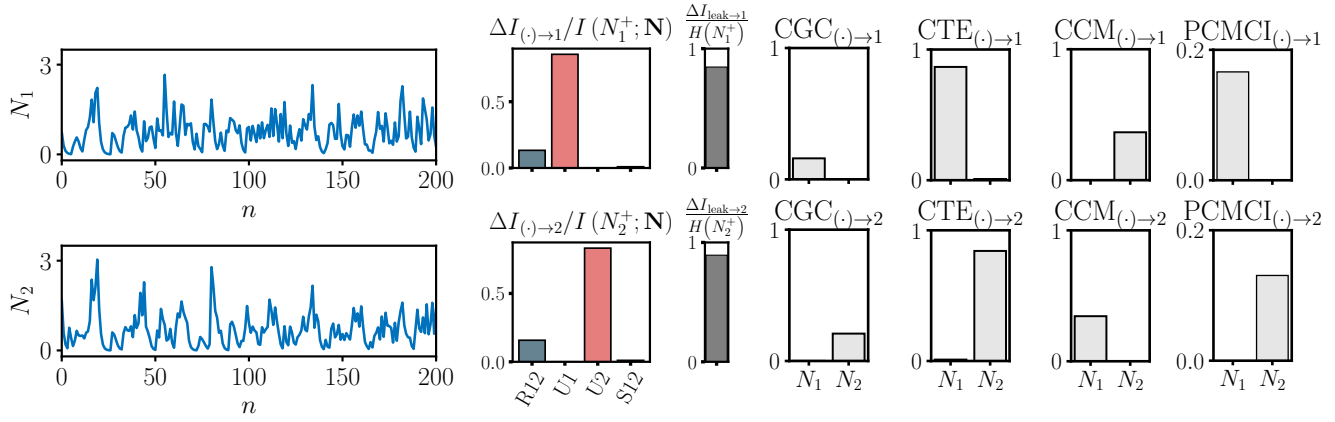 ΔI(·)→1/I(N1+; N)
ΔIleak→1
H(N1+)
CGC(·)→1
CTE(·)→1
CCM(·)→1
PCMCI(·)→1
3
0
N1
0 50 100 150 200
n
0.5
0.0
1
0
1
1
1
0
1
1
0.2
0.0
ΔI(·)→2/I(N2+; N)
ΔIleak→2
H(N2+)
CGC(·)→2
CTE(·)→2
CCM(·)→2
PCMCI(·)→2
3
0
N2
0 50 100 150 200
n
0.5
0.0
R12 U1 U2 S12
1
0
1
0
N1 N2
1
0
N1 N2
1
0
N1 N2
0.2
0.0
N1 N2